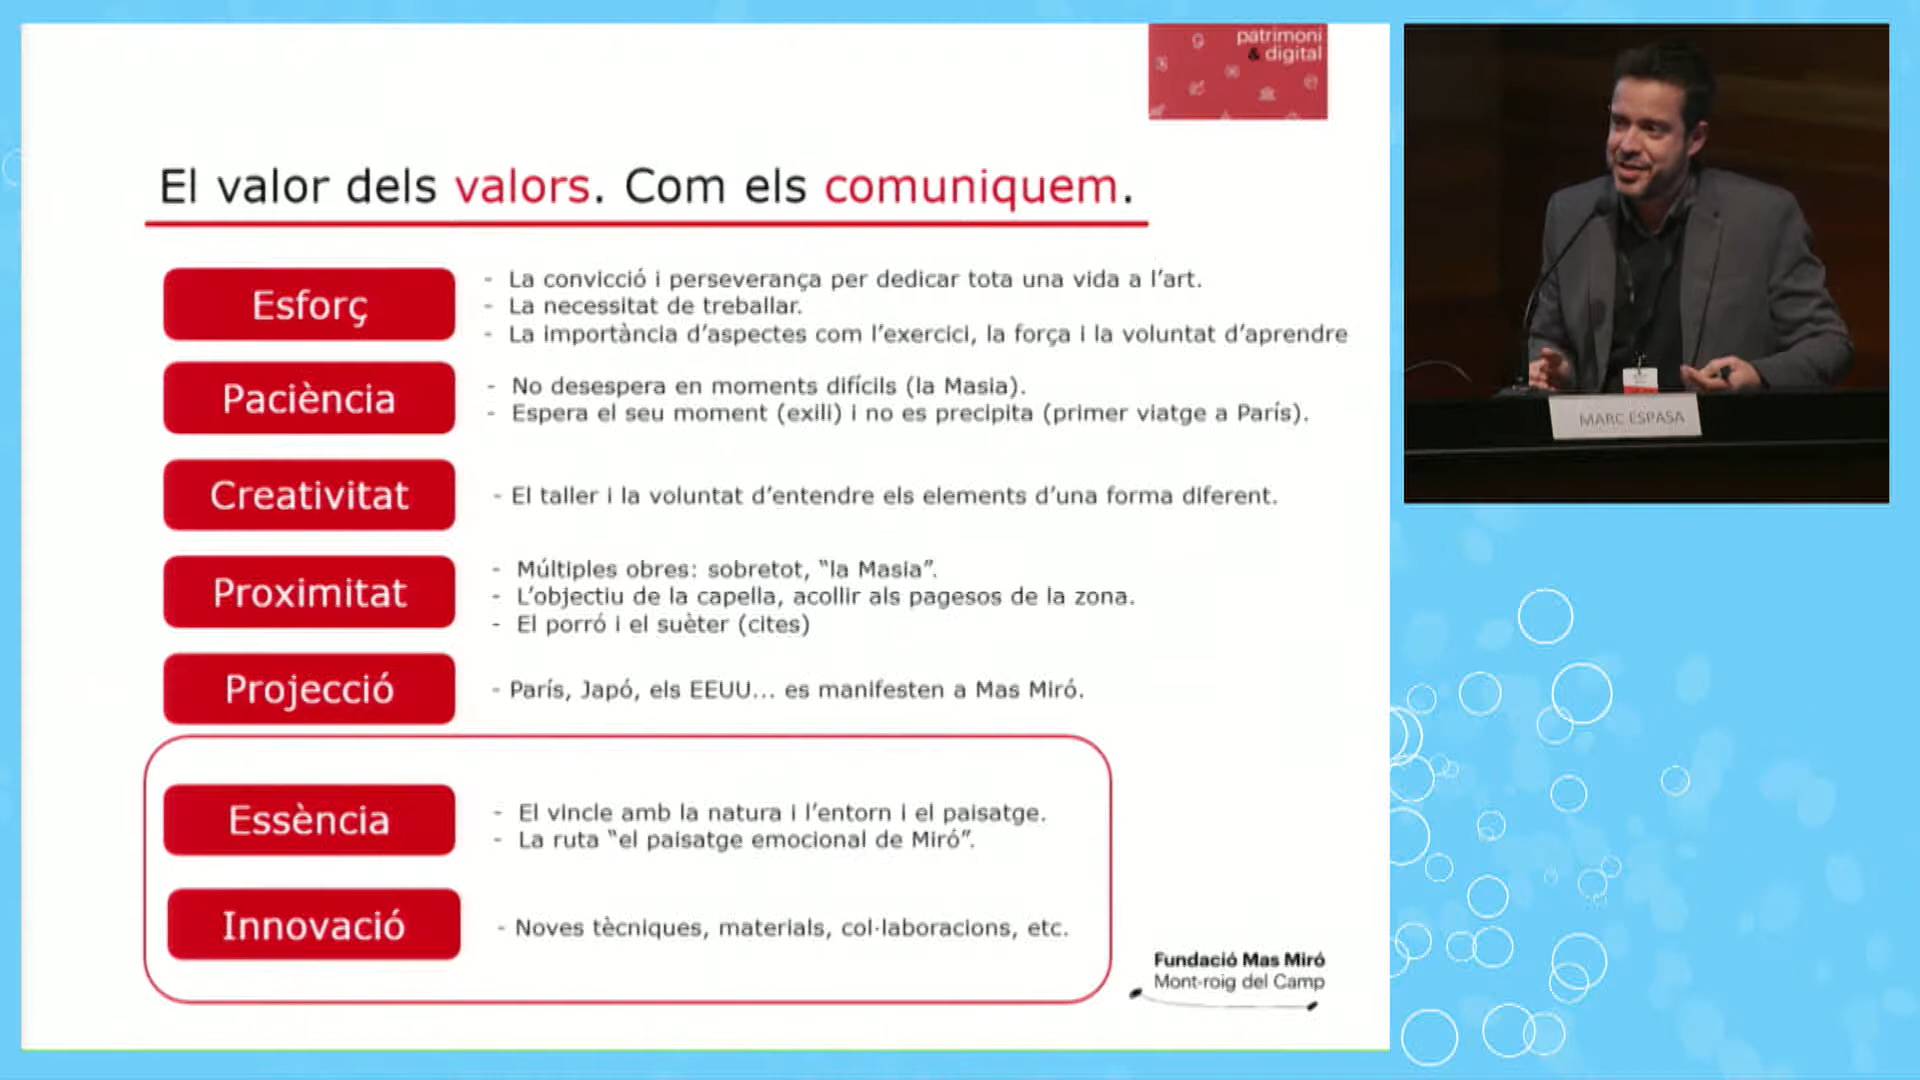 patrimoni
& digital
El valor dels valors. Com els comuniquem.
Esforç
- La convicció i perseverança per dedicar tota una vida a l’art.
- La necessitat de treballar.
- La importància d’aspectes com l’exercici, la força i la voluntat d’aprendre
Paciència
- No desespera en moments difícils (la Masia).
- Espera el seu moment (exili) i no es precipita (primer viatge a París).
Creativitat
- El taller i la voluntat d’entendre els elements d’una forma diferent.
Proximitat
- Múltiples obres: sobretot, “la Masia”.
- L’objectiu de la capella, acollir als pagesos de la zona.
- El porró i el suèter (cites)
Projecció
- París, Japó, els EEUU... es manifesten a Mas Miró.
Essència
- El vincle amb la natura i l’entorn i el paisatge.
- La ruta “el paisatge emocional de Miró”.
Innovació
- Noves tècniques, materials, col·laboracions, etc.
Fundació Mas Miró
Mont-roig del Camp
MARC ESPASA